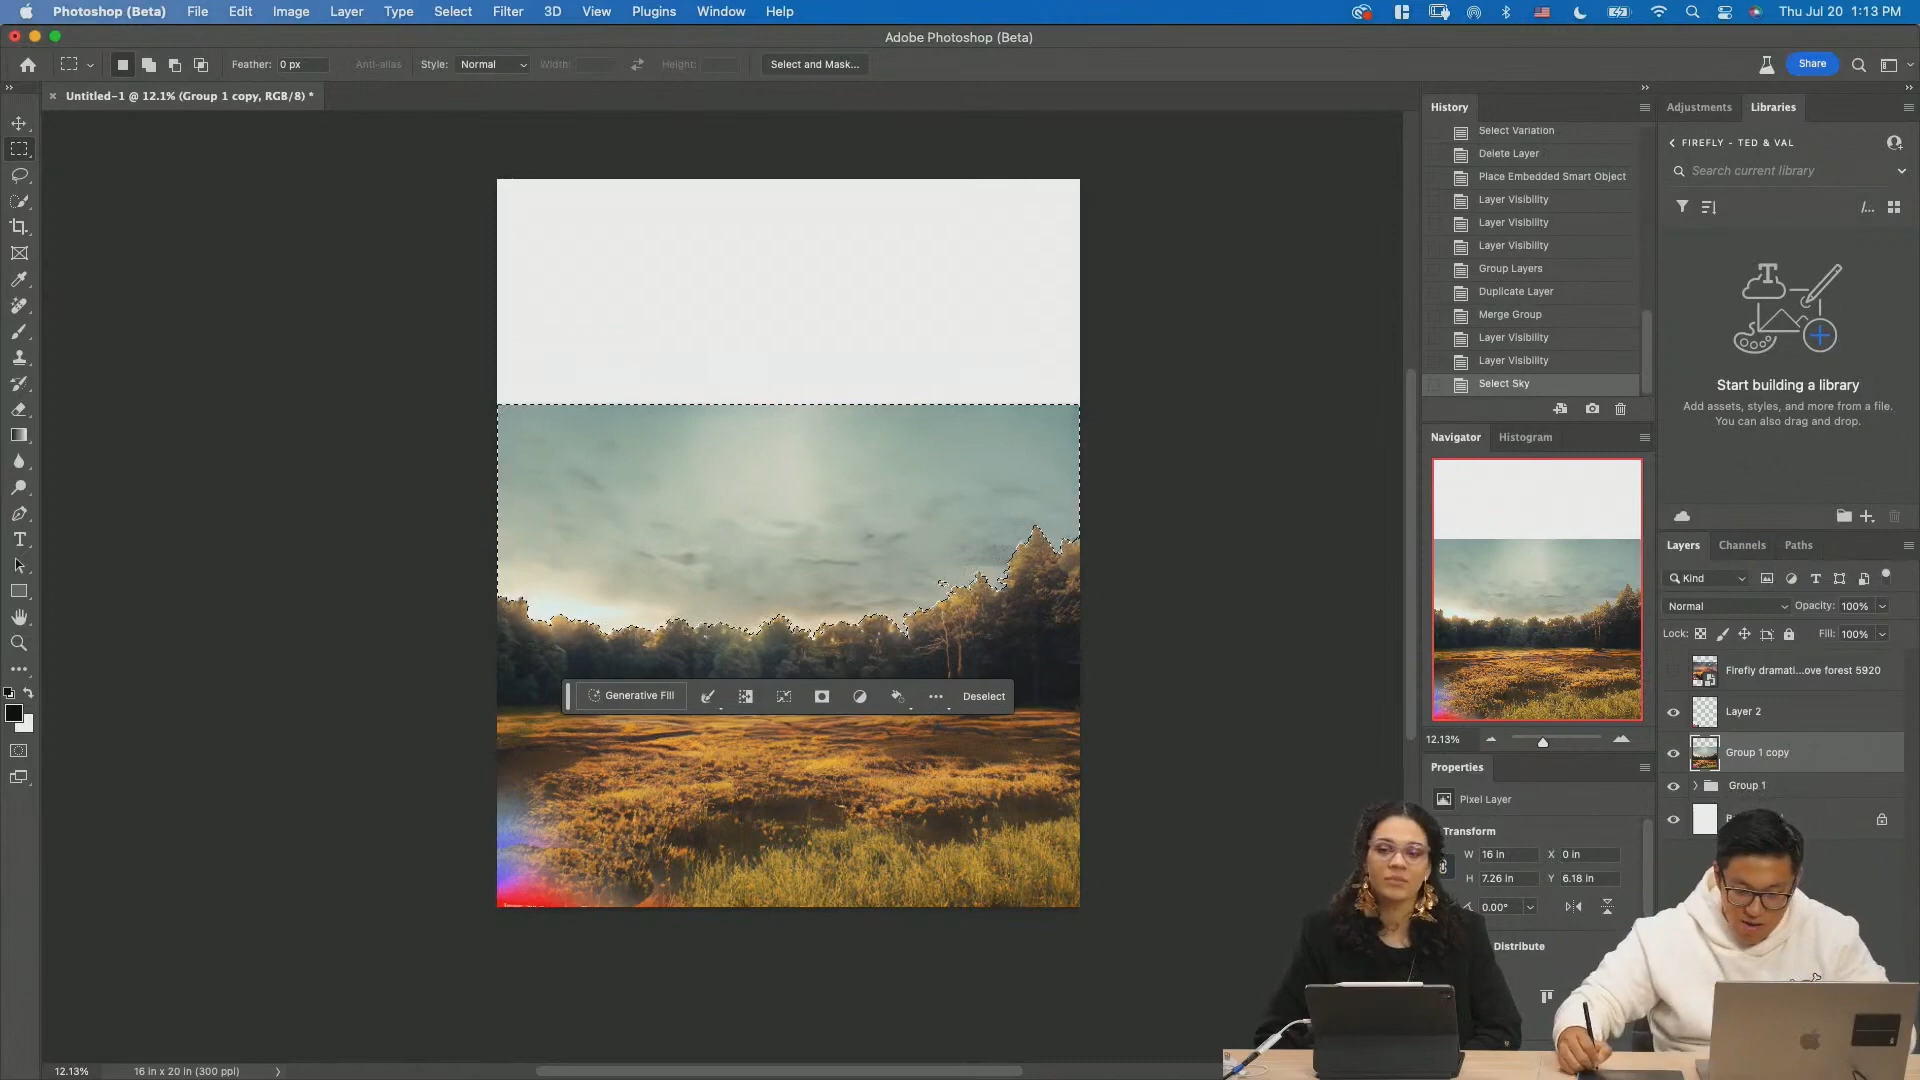 Photoshop (Beta) File Edit Image Layer Type Select Filter 3D View Plugins Window Help Thu Jul 20 1:13 PM
Adobe Photoshop (Beta)
Feather: 0 px Anti-alias Style: Normal Width: Height: Select and Mask... Share
Untitled-1 @ 12.1% (Group 1 copy, RGB/8) *
History
Select Variation
Delete Layer
Place Embedded Smart Object
Layer Visibility
Layer Visibility
Layer Visibility
Group Layers
Duplicate Layer
Merge Group
Layer Visibility
Layer Visibility
Select Sky
Adjustments Libraries
FIREFLY - TED & VAL
Search current library
Start building a library
Add assets, styles, and more from a file.
You can also drag and drop.
Navigator Histogram
12.13%
Generative Fill Deselect
Layers Channels Paths
Kind
Normal Opacity: 100%
Lock: Fill: 100%
Firefly dramati...ove forest 5920
Layer 2
Group 1 copy
Group 1
Properties
Pixel Layer
Transform
W 16 in X 0 in
H 7.26 in Y 6.18 in
0.00°
Distribute
12.13% 16 in x 20 in (300 ppi)